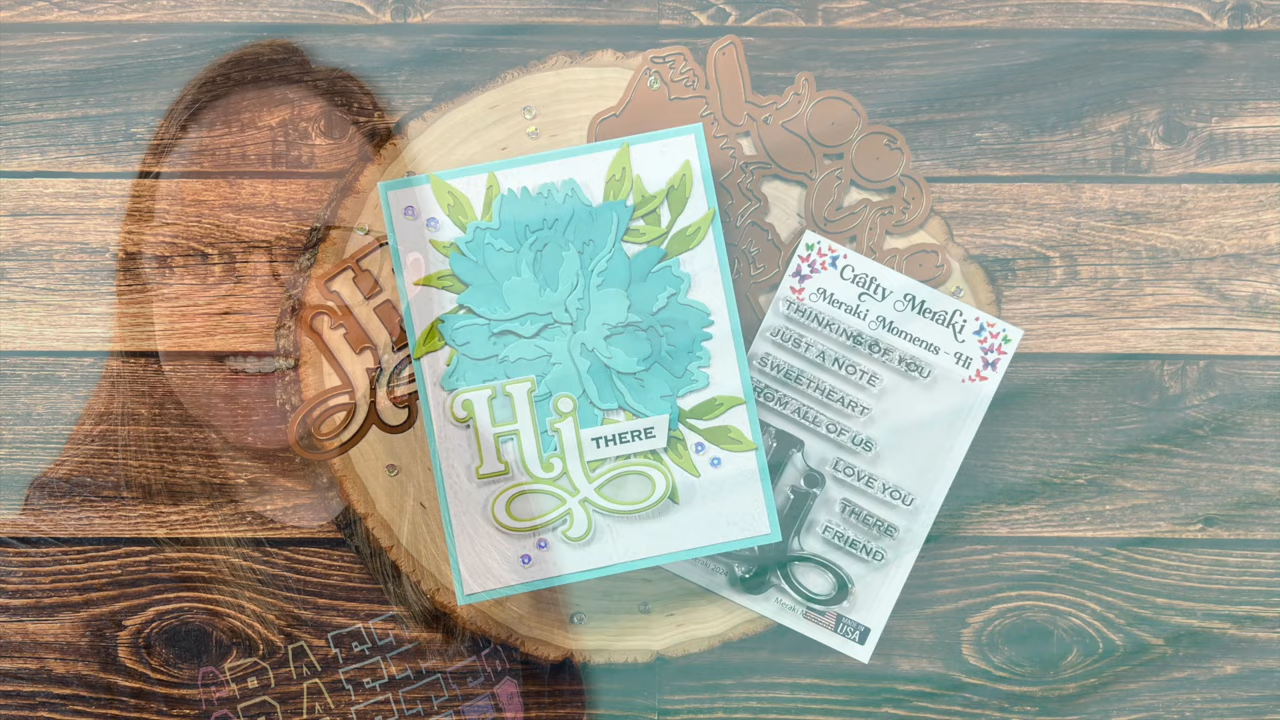 Hi
THERE
Crafty Meraki
Meraki Moments - Hi
THINKING OF YOU
JUST A NOTE
SWEETHEART
FROM ALL OF US
LOVE YOU
THERE
FRIEND
MADE IN
USA